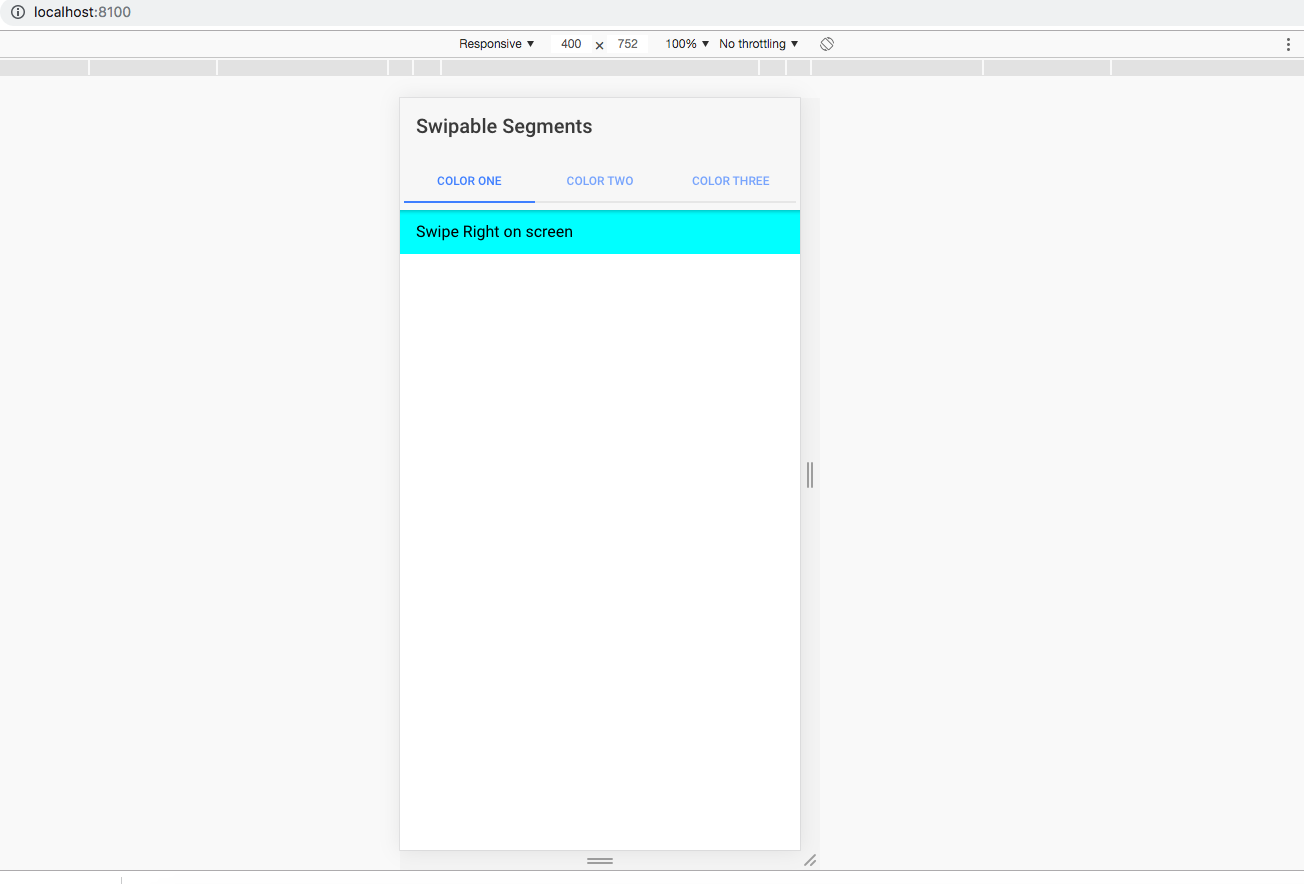 localhost:8100
Responsive ▼ 400 × 752 100% ▼ No throttling ▼
Swipable Segments
COLOR ONE COLOR TWO COLOR THREE
Swipe Right on screen